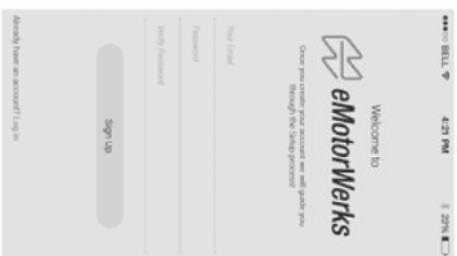 BELL 4:21 PM 22%
Welcome to
eMotorWerks
Once you create your account we will guide you
through the Setup process!
Your Email
Password
Verify Password
Sign Up
Already have an account? Log in